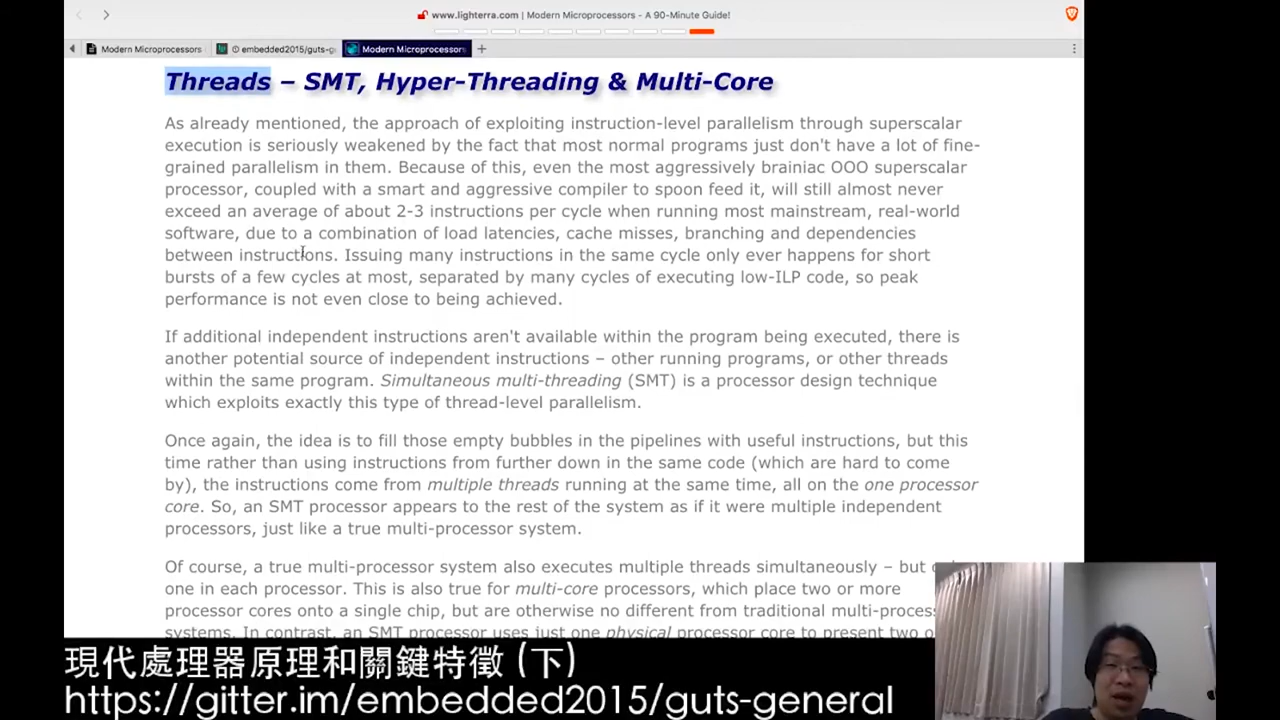 www.lighterra.com | Modern Microprocessors - A 90-Minute Guide!
Modern Microprocessors
embedded2015/guts-g
Modern Microprocessors
Threads – SMT, Hyper-Threading & Multi-Core
As already mentioned, the approach of exploiting instruction-level parallelism through superscalar
execution is seriously weakened by the fact that most normal programs just don't have a lot of fine-
grained parallelism in them. Because of this, even the most aggressively brainiac OOO superscalar
processor, coupled with a smart and aggressive compiler to spoon feed it, will still almost never
exceed an average of about 2-3 instructions per cycle when running most mainstream, real-world
software, due to a combination of load latencies, cache misses, branching and dependencies
between instructions. Issuing many instructions in the same cycle only ever happens for short
bursts of a few cycles at most, separated by many cycles of executing low-ILP code, so peak
performance is not even close to being achieved.
If additional independent instructions aren't available within the program being executed, there is
another potential source of independent instructions – other running programs, or other threads
within the same program. Simultaneous multi-threading (SMT) is a processor design technique
which exploits exactly this type of thread-level parallelism.
Once again, the idea is to fill those empty bubbles in the pipelines with useful instructions, but this
time rather than using instructions from further down in the same code (which are hard to come
by), the instructions come from multiple threads running at the same time, all on the one processor
core. So, an SMT processor appears to the rest of the system as if it were multiple independent
processors, just like a true multi-processor system.
Of course, a true multi-processor system also executes multiple threads simultaneously – but
one in each processor. This is also true for multi-core processors, which place two or more
processor cores onto a single chip, but are otherwise no different from traditional multi-process
systems. In contrast, an SMT processor uses just one physical processor core to present two o
現代處理器原理和關鍵特徵 (下)
https://gitter.im/embedded2015/guts-general